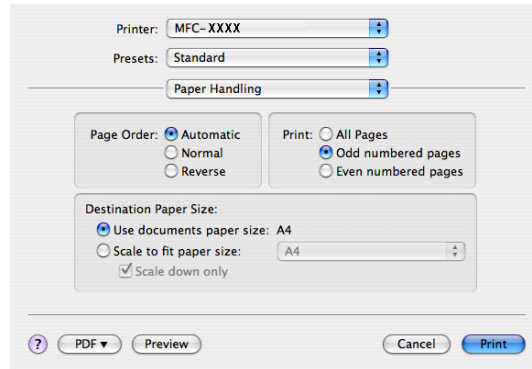 Printer: MFC-XXXX
Presets: Standard
Paper Handling
Page Order: Automatic
Normal
Reverse
Print: All Pages
Odd numbered pages
Even numbered pages
Destination Paper Size:
Use documents paper size: A4
Scale to fit paper size: A4
Scale down only
? PDF ▼ Preview Cancel Print